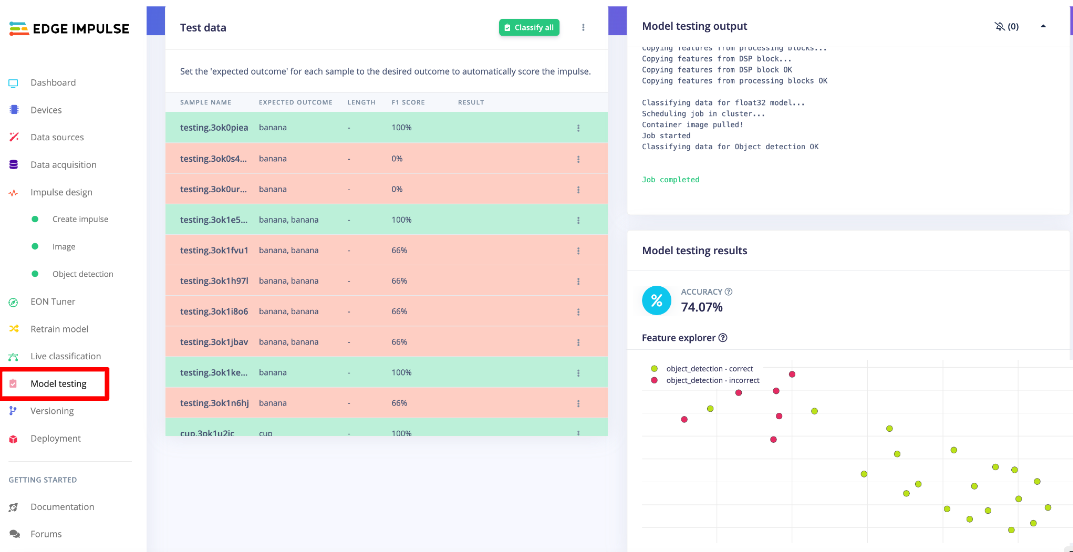 EDGE IMPULSE
Dashboard
Devices
Data sources
Data acquisition
Impulse design
Create impulse
Image
Object detection
EON Tuner
Retrain model
Live classification
Model testing
Versioning
Deployment
GETTING STARTED
Documentation
Forums
Test data
Classify all
Set the 'expected outcome' for each sample to the desired outcome to automatically score the impulse.
SAMPLE NAME EXPECTED OUTCOME LENGTH F1 SCORE RESULT
testing.3ok0piea banana - 100%
testing.3ok0s4... banana - 0%
testing.3ok0ur... banana - 0%
testing.3ok1e5... banana, banana - 100%
testing.3ok1fvu1 banana, banana - 66%
testing.3ok1h97l banana, banana - 66%
testing.3ok1i8o6 banana, banana - 66%
testing.3ok1jbav banana, banana - 66%
testing.3ok1ke... banana - 100%
testing.3ok1n6hj banana - 66%
cup.3ok1u2ic cup - 100%
Model testing output
(0)
Copying features from processing blocks...
Copying features from DSP block...
Copying features from DSP block OK
Copying features from processing blocks OK
Classifying data for float32 model...
Scheduling job in cluster...
Container image pulled!
Job started
Classifying data for Object detection OK
Job completed
Model testing results
%
ACCURACY
74.07%
Feature explorer
object_detection - correct
object_detection - incorrect